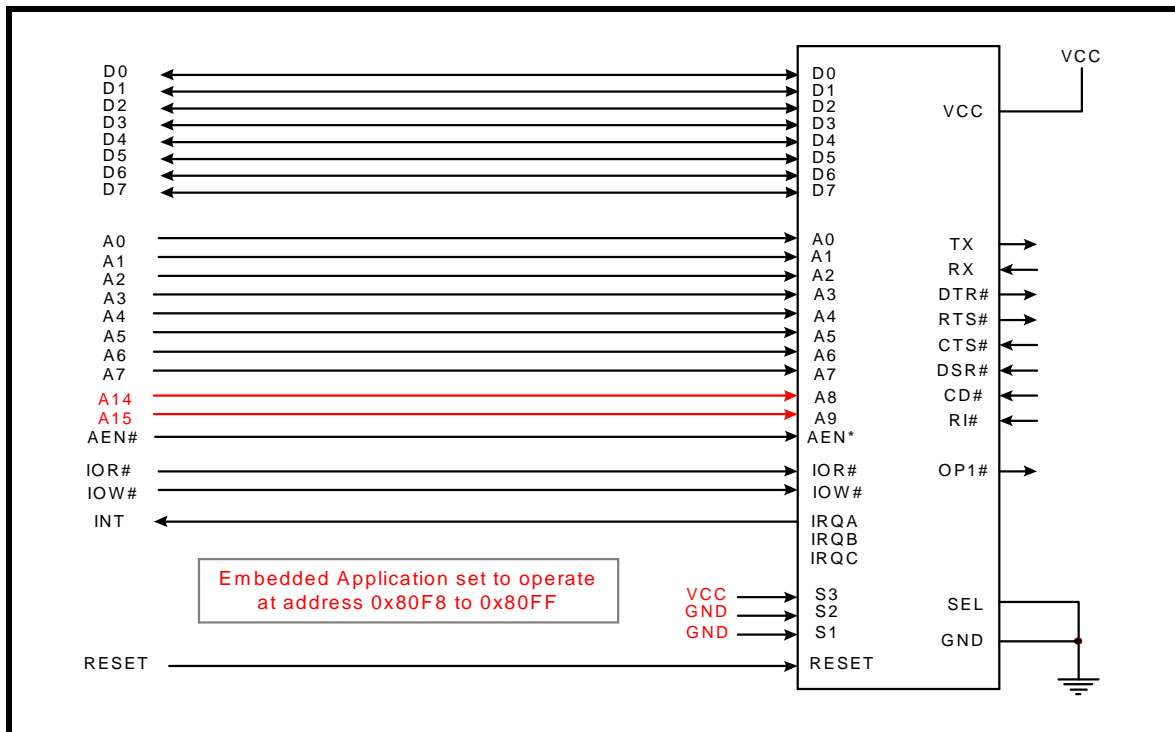 VCC
D0 D0
D1 D1
D2 D2
D3 D3
D4 D4
D5 D5
D6 D6
D7 D7
VCC
A0 A0 TX
A1 A1
A2 A2 RX
A3 A3 DTR#
A4 A4 RTS#
A5 A5 CTS#
A6 A6
A7 A7 DSR#
A14 A8 CD#
A15 A9 RI#
AEN# AEN*
IOR# IOR# OP1#
IOW# IOW#
INT IRQA
IRQB
IRQC
Embedded Application set to operate
at address 0x80F8 to 0x80FF
VCC S3
GND S2 SEL
GND S1
GND
RESET RESET